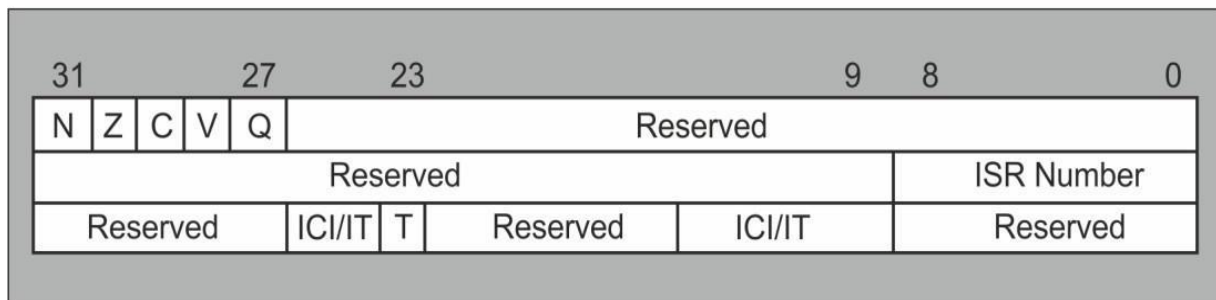 31 27 23 9 8 0
N Z C V Q Reserved
Reserved ISR Number
Reserved ICI/IT T Reserved ICI/IT Reserved